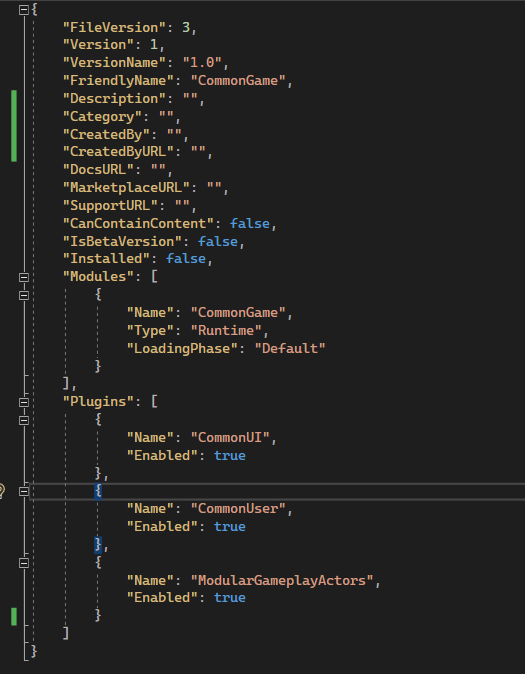 {
"FileVersion": 3,
"Version": 1,
"VersionName": "1.0",
"FriendlyName": "CommonGame",
"Description": "",
"Category": "",
"CreatedBy": "",
"CreatedByURL": "",
"DocsURL": "",
"MarketplaceURL": "",
"SupportURL": "",
"CanContainContent": false,
"IsBetaVersion": false,
"Installed": false,
"Modules": [
{
"Name": "CommonGame",
"Type": "Runtime",
"LoadingPhase": "Default"
}
],
"Plugins": [
{
"Name": "CommonUI",
"Enabled": true
},
{
"Name": "CommonUser",
"Enabled": true
},
{
"Name": "ModularGameplayActors",
"Enabled": true
}
]
}